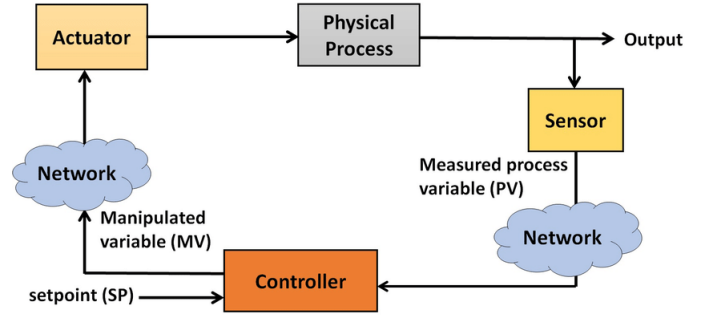 Actuator
Physical
Process
Output
Sensor
Measured process
variable (PV)
Network
Network
Manipulated
variable (MV)
Controller
setpoint (SP)